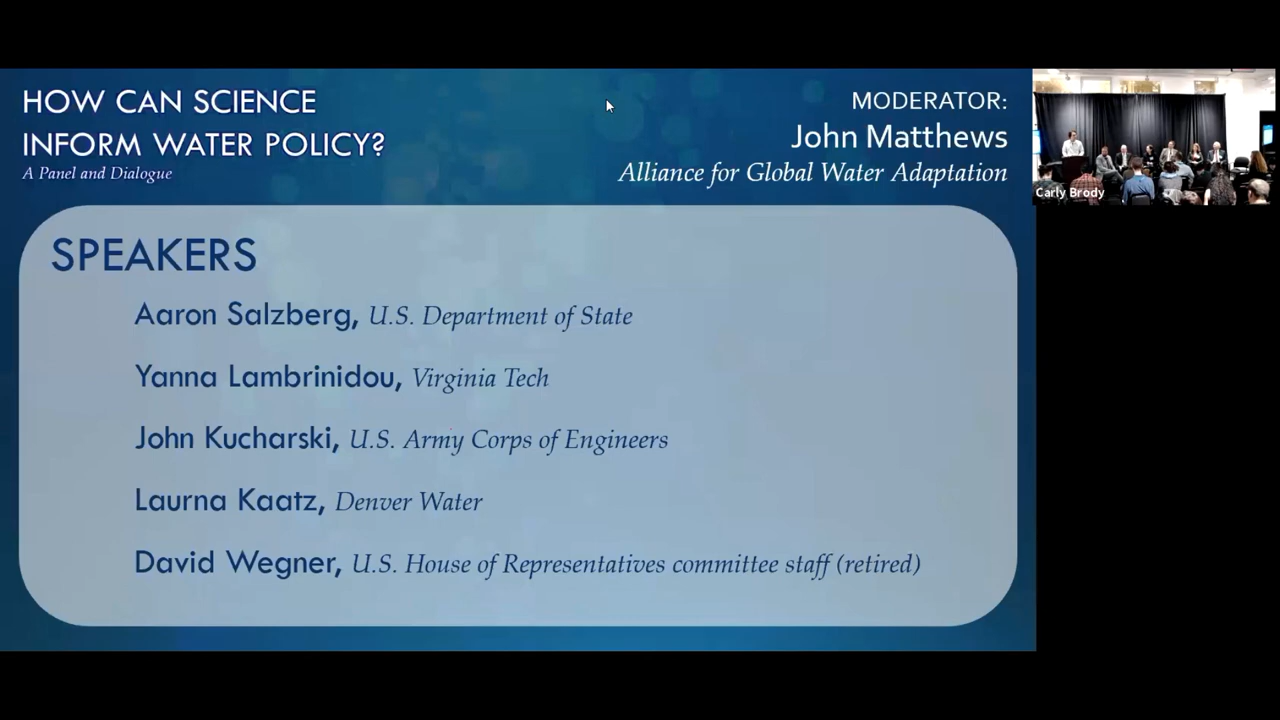 HOW CAN SCIENCE
INFORM WATER POLICY?
A Panel and Dialogue
MODERATOR:
John Matthews
Alliance for Global Water Adaptation
SPEAKERS
Aaron Salzberg, U.S. Department of State
Yanna Lambrinidou, Virginia Tech
John Kucharski, U.S. Army Corps of Engineers
Laurna Kaatz, Denver Water
David Wegner, U.S. House of Representatives committee staff (retired)
Carly Brody